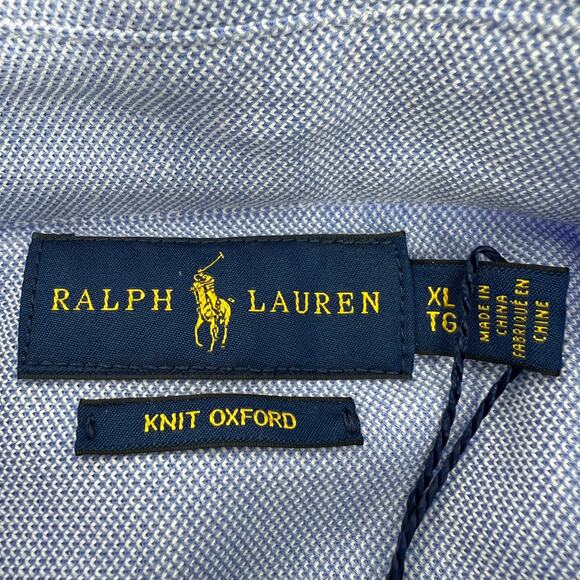 RALPH LAUREN
XL
TG
MADE IN
CHINA
FABRIQUÉ EN
CHINE
KNIT OXFORD